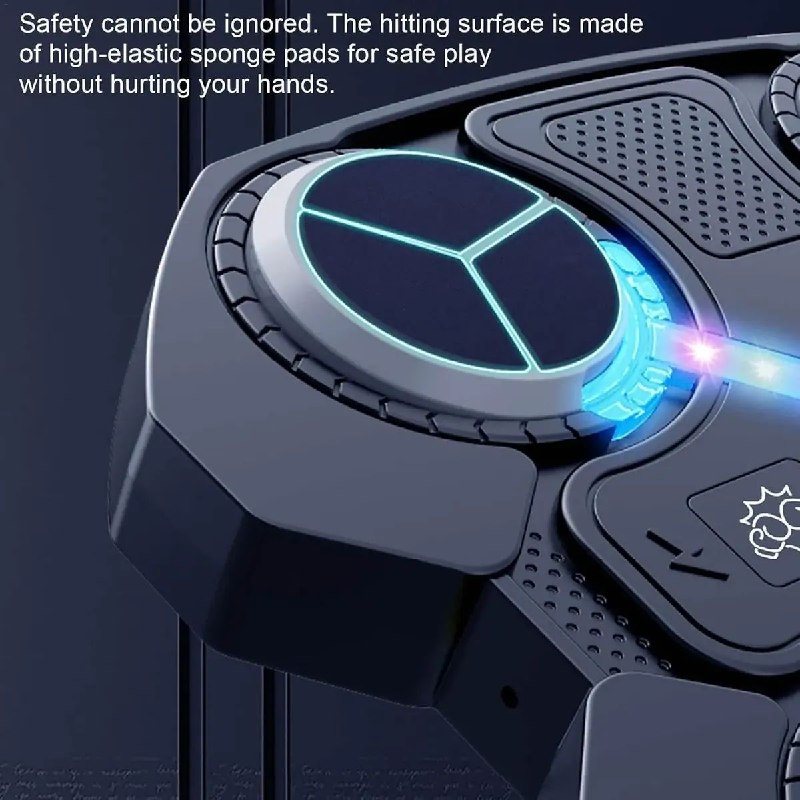 Safety cannot be ignored. The hitting surface is made
of high-elastic sponge pads for safe play
without hurting your hands.